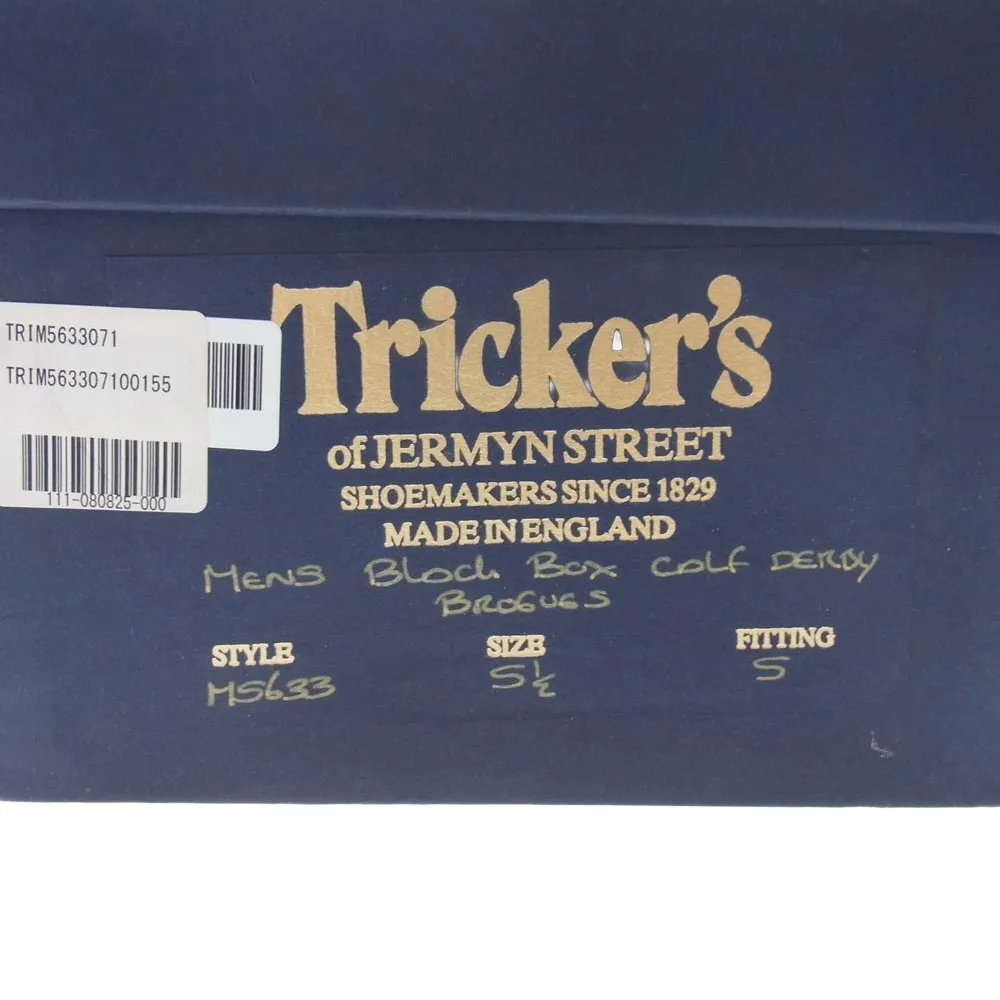 TRIM5633071
TRIM563307100155
111-080825-000
Tricker's
of JERMYN STREET
SHOEMAKERS SINCE 1829
MADE IN ENGLAND
MENS Black Box CALF DERBY
BROGUES
STYLE SIZE FITTING
M5633 5½ 5